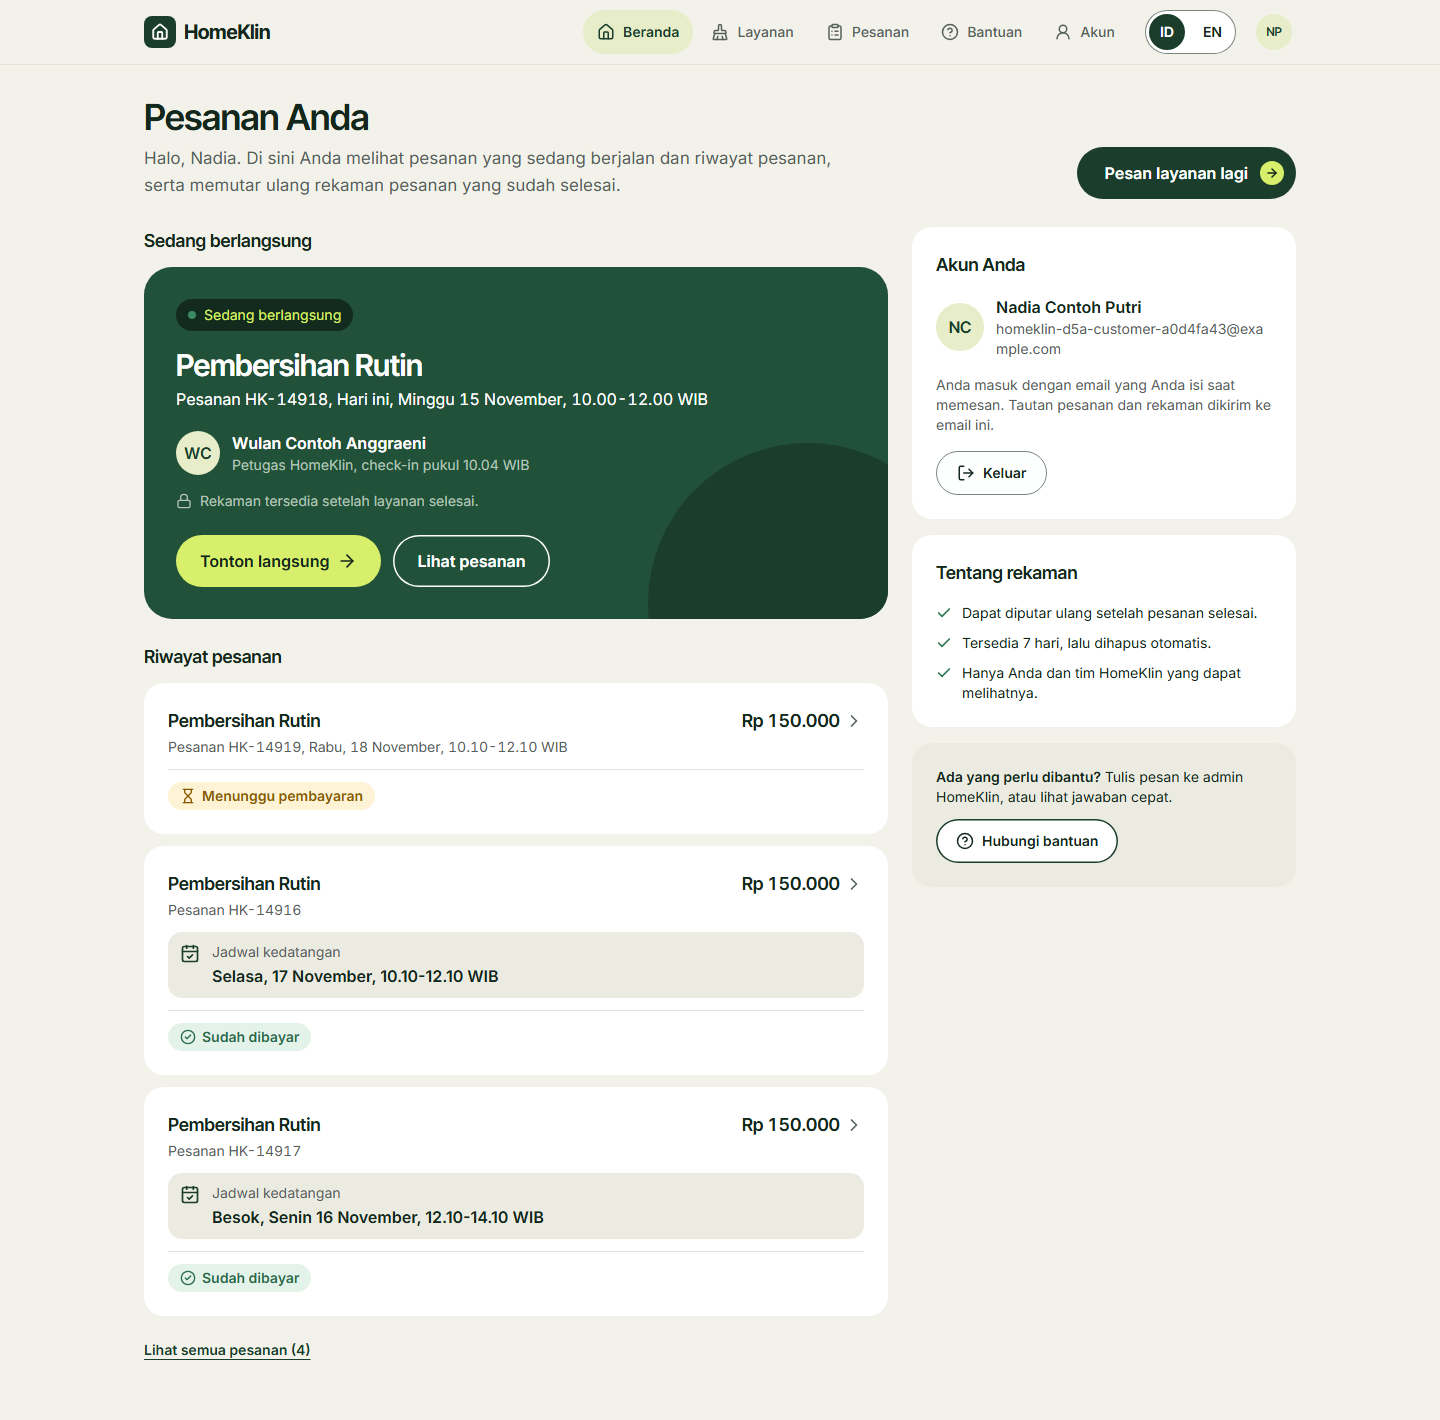 HomeKlin
Beranda
Layanan
Pesanan
Bantuan
Akun
ID
EN
NP
Pesanan Anda
Halo, Nadia. Di sini Anda melihat pesanan yang sedang berjalan dan riwayat pesanan,
serta memutar ulang rekaman pesanan yang sudah selesai.
Pesan layanan lagi
Sedang berlangsung
Sedang berlangsung
Pembersihan Rutin
Pesanan HK-14918, Hari ini, Minggu 15 November, 10.00-12.00 WIB
WC
Wulan Contoh Anggraeni
Petugas HomeKlin, check-in pukul 10.04 WIB
Rekaman tersedia setelah layanan selesai.
Tonton langsung
Lihat pesanan
Riwayat pesanan
Pembersihan Rutin
Rp 150.000
Pesanan HK-14919, Rabu, 18 November, 10.10-12.10 WIB
Menunggu pembayaran
Pembersihan Rutin
Rp 150.000
Pesanan HK-14916
Jadwal kedatangan
Selasa, 17 November, 10.10-12.10 WIB
Sudah dibayar
Pembersihan Rutin
Rp 150.000
Pesanan HK-14917
Jadwal kedatangan
Besok, Senin 16 November, 12.10-14.10 WIB
Sudah dibayar
Lihat semua pesanan (4)
Akun Anda
NC
Nadia Contoh Putri
homeklin-d5a-customer-a0d4fa43@exa
mple.com
Anda masuk dengan email yang Anda isi saat
memesan. Tautan pesanan dan rekaman dikirim ke
email ini.
Keluar
Tentang rekaman
Dapat diputar ulang setelah pesanan selesai.
Tersedia 7 hari, lalu dihapus otomatis.
Hanya Anda dan tim HomeKlin yang dapat
melihatnya.
Ada yang perlu dibantu? Tulis pesan ke admin
HomeKlin, atau lihat jawaban cepat.
Hubungi bantuan